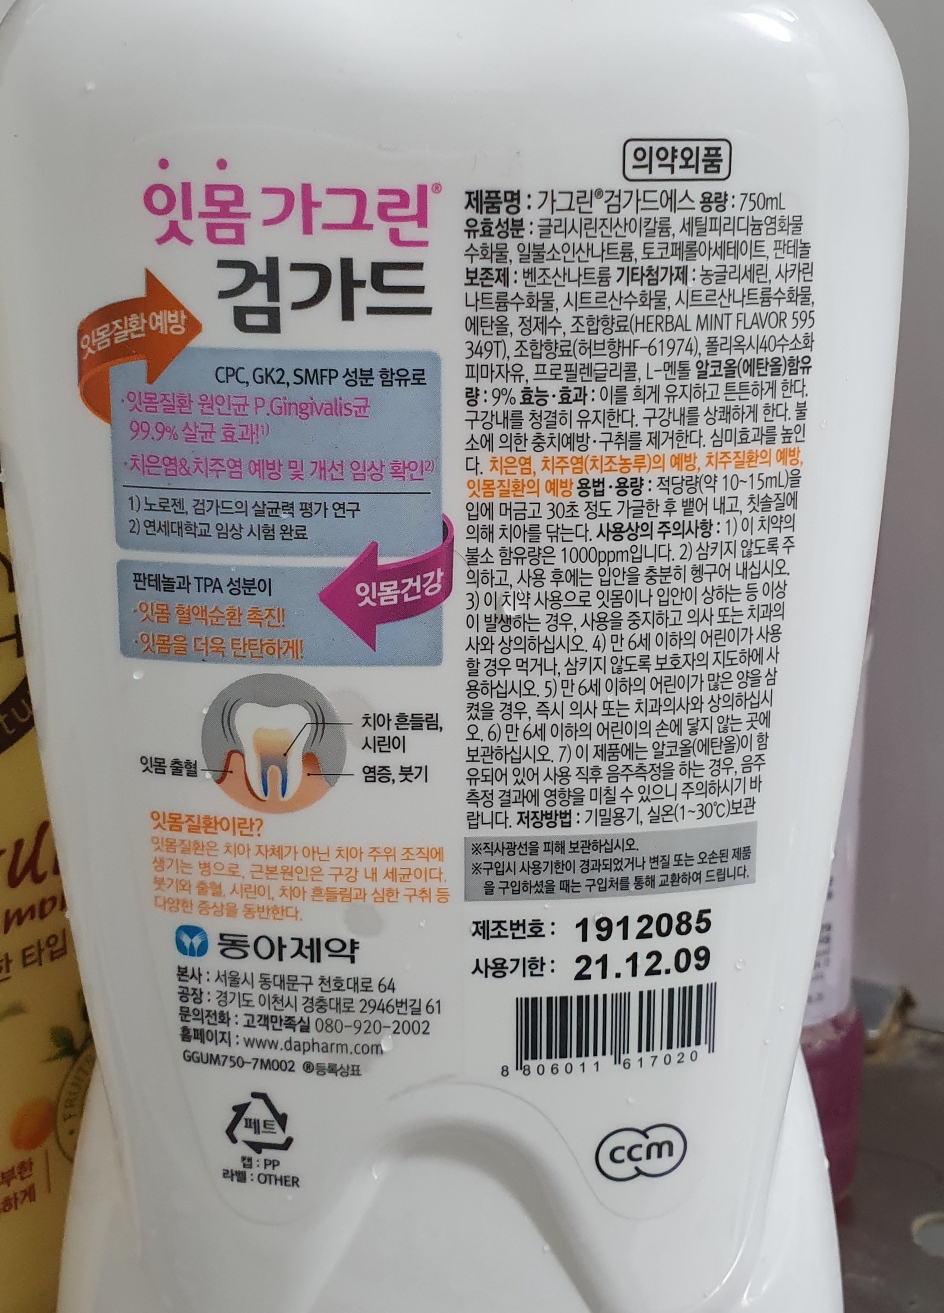 잇몸 가그린®
검가드
잇몸질환 예방
CPC, GK2, SMFP 성분 함유로
·잇몸질환 원인균 P.Gingivalis균
99.9% 살균 효과!1)
·치은염&치주염 예방 및 개선 임상 확인2)
1) 노로젠, 검가드의 살균력 평가 연구
2) 연세대학교 임상 시험 완료
잇몸건강
판테놀과 TPA 성분이
·잇몸 혈액순환 촉진!
·잇몸을 더욱 탄탄하게!
치아 흔들림,
시린이
잇몸 출혈
염증, 붓기
잇몸질환이란?
잇몸질환은 치아 자체가 아닌 치아 주위 조직에
생기는 병으로, 근본원인은 구강 내 세균이다.
붓기와 출혈, 시린이, 치아 흔들림과 심한 구취 등
다양한 증상을 동반한다.
동아제약
본사 : 서울시 동대문구 천호대로 64
공장 : 경기도 이천시 경충대로 2946번길 61
문의전화 : 고객만족실 080-920-2002
홈페이지 : www.dapharm.com
GGUM750-7M002 ®등록상표
페트
캡 : PP
라벨 : OTHER
의약외품
제품명 : 가그린®검가드에스 용량 : 750mL
유효성분 : 글리시리진산이칼륨, 세틸피리디늄염화물
수화물, 일불소인산나트륨, 토코페롤아세테이트, 판테놀
보존제 : 벤조산나트륨 기타첨가제 : 농글리세린, 사카린
나트륨수화물, 시트르산수화물, 시트르산나트륨수화물,
에탄올, 정제수, 조합향료(HERBAL MINT FLAVOR 595
349T), 조합향료(허브향HF-61974), 폴리옥시40수소화
피마자유, 프로필렌글리콜, L-멘톨 알코올(에탄올)함유
량 : 9% 효능·효과 : 이를 희게 유지하고 튼튼하게 한다.
구강내를 청결히 유지한다. 구강내를 상쾌하게 한다. 불
소에 의한 충치예방·구취를 제거한다. 심미효과를 높인
다. 치은염, 치주염(치조농루)의 예방, 치주질환의 예방,
잇몸질환의 예방 용법·용량 : 적당량(약 10~15mL)을
입에 머금고 30초 정도 가글한 후 뱉어 내고, 칫솔질에
의해 치아를 닦는다. 사용상의 주의사항 : 1) 이 치약의
불소 함유량은 1000ppm입니다. 2) 삼키지 않도록 주
의하고, 사용 후에는 입안을 충분히 헹구어 내십시오.
3) 이 치약 사용으로 잇몸이나 입안이 상하는 등 이상
이 발생하는 경우, 사용을 중지하고 의사 또는 치과의
사와 상의하십시오. 4) 만 6세 이하의 어린이가 사용
할 경우 먹거나, 삼키지 않도록 보호자의 지도하에 사
용하십시오. 5) 만 6세 이하의 어린이가 많은 양을 삼
켰을 경우, 즉시 의사 또는 치과의사와 상의하십시
오. 6) 만 6세 이하의 어린이의 손에 닿지 않는 곳에
보관하십시오. 7) 이 제품에는 알코올(에탄올)이 함
유되어 있어 사용 직후 음주측정을 하는 경우, 음주
측정 결과에 영향을 미칠 수 있으니 주의하시기 바
랍니다. 저장방법 : 기밀용기, 실온(1~30℃)보관
※직사광선을 피해 보관하십시오.
※구입시 사용기한이 경과되었거나 변질 또는 오손된 제품
을 구입하셨을 때는 구입처를 통해 교환하여 드립니다.
제조번호 : 1912085
사용기한 : 21.12.09
8 806011 617020
ccm
한 타입
부한
하게